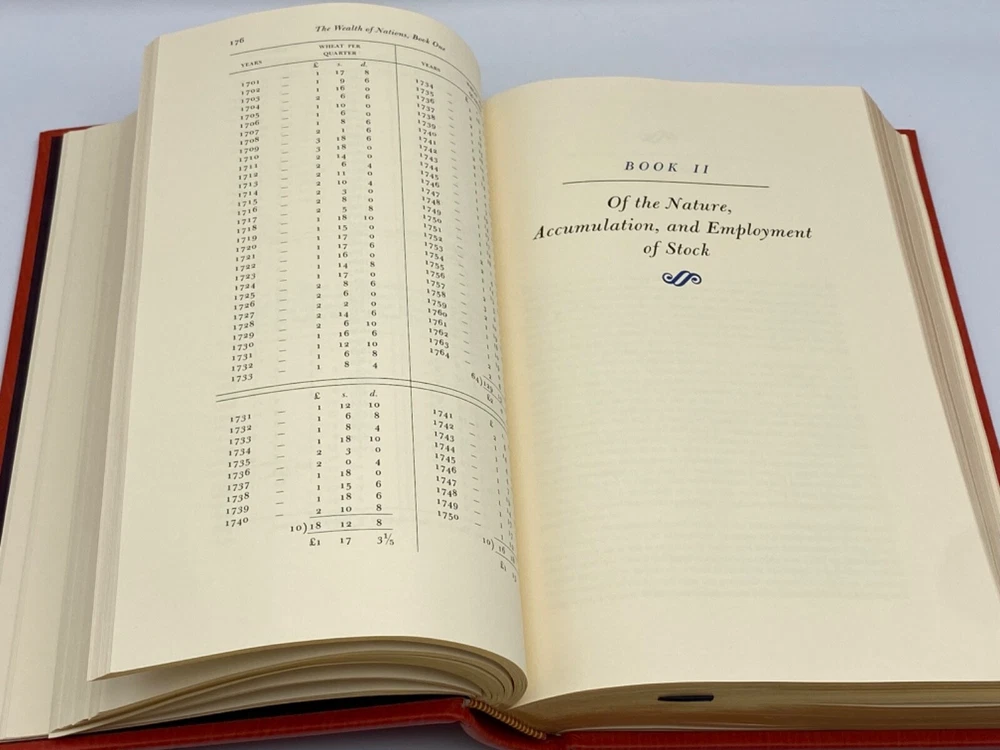 176
The Wealth of Nations, Book One
YEARS
WHEAT PER
QUARTER
£ s. d.
1701 — 1 17 8
1702 — 1 9 6
1703 — 1 16 0
1704 — 2 6 6
1705 — 1 10 0
1706 — 1 6 0
1707 — 1 8 6
1708 — 2 1 6
1709 — 3 18 6
1710 — 3 18 0
1711 — 2 14 0
1712 — 2 6 4
1713 — 2 11 0
1714 — 2 10 4
1715 — 2 3 0
1716 — 2 8 0
1717 — 2 5 8
1718 — 1 18 10
1719 — 1 15 0
1720 — 1 17 0
1721 — 1 17 6
1722 — 1 16 0
1723 — 1 14 8
1724 — 1 17 0
1725 — 2 8 6
1726 — 2 6 0
1727 — 2 2 0
1728 — 2 14 6
1729 — 2 6 10
1730 — 1 16 6
1731 — 1 12 10
1732 — 1 6 8
1733 — 1 8 4
YEARS
1734 —
1735 —
1736 —
1737 —
1738 —
1739 —
1740 —
1741 —
1742 —
1743 —
1744 —
1745 —
1746 —
1747 —
1748 —
1749 —
1750 —
1751 —
1752 —
1753 —
1754 —
1755 —
1756 —
1757 —
1758 —
1759 —
1760 —
1761 —
1762 —
1763 —
1764 —
64)129
£ s. d.
1731 — 1 12 10
1732 — 1 6 8
1733 — 1 8 4
1734 — 1 18 10
1735 — 2 3 0
1736 — 2 0 4
1737 — 1 18 0
1738 — 1 15 6
1739 — 1 18 6
1740 — 2 10 8
10)18 12 8
£1 17 3⅕
£
1741 —
1742 —
1743 —
1744 —
1745 —
1746 —
1747 —
1748 —
1749 —
1750 —
10) 16 18
£1 13
BOOK II
Of the Nature,
Accumulation, and Employment
of Stock